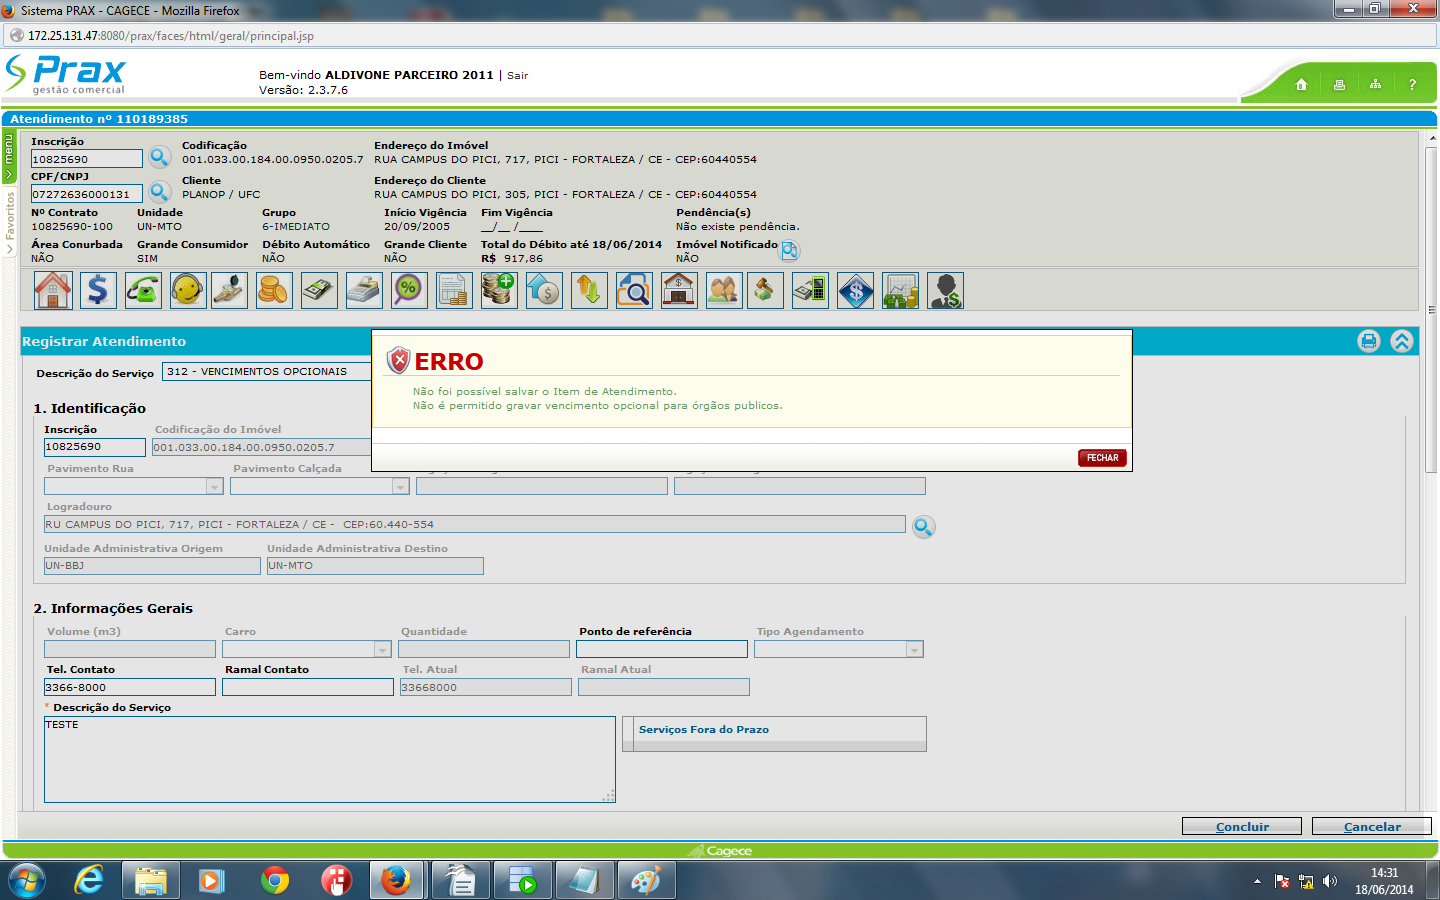 Sistema PRAX - CAGECE - Mozilla Firefox
172.25.131.47:8080/prax/faces/html/geral/principal.jsp
Prax
gestão comercial
Bem-vindo ALDIVONE PARCEIRO 2011 | Sair
Versão: 2.3.7.6
?
Atendimento nº 110189385
menu
Favoritos
Inscrição
10825690
Codificação
001.033.00.184.00.0950.0205.7
Endereço do Imóvel
RUA CAMPUS DO PICI, 717, PICI - FORTALEZA / CE - CEP:60440554
CPF/CNPJ
07272636000131
Cliente
PLANOP / UFC
Endereço do Cliente
RUA CAMPUS DO PICI, 305, PICI - FORTALEZA / CE - CEP:60440554
Nº Contrato Unidade Grupo Início Vigência Fim Vigência Pendência(s)
10825690-100 UN-MTO 6-IMEDIATO 20/09/2005 __/__ /____ Não existe pendência.
Área Conurbada Grande Consumidor Débito Automático Grande Cliente Total do Débito até 18/06/2014 Imóvel Notificado
NÃO SIM NÃO NÃO R$ 917,86 NÃO
Registrar Atendimento
Descrição do Serviço 312 - VENCIMENTOS OPCIONAIS
ERRO
Não foi possível salvar o Item de Atendimento.
Não é permitido gravar vencimento opcional para órgãos publicos.
FECHAR
1. Identificação
Inscrição Codificação do Imóvel
10825690 001.033.00.184.00.0950.0205.7
Pavimento Rua Pavimento Calçada
Logradouro
RU CAMPUS DO PICI, 717, PICI - FORTALEZA / CE - CEP:60.440-554
Unidade Administrativa Origem Unidade Administrativa Destino
UN-BBJ UN-MTO
2. Informações Gerais
Volume (m3) Carro Quantidade Ponto de referência Tipo Agendamento
Tel. Contato Ramal Contato Tel. Atual Ramal Atual
3366-8000 33668000
* Descrição do Serviço
TESTE
Serviços Fora do Prazo
Concluir Cancelar
Cagece
14:31
18/06/2014